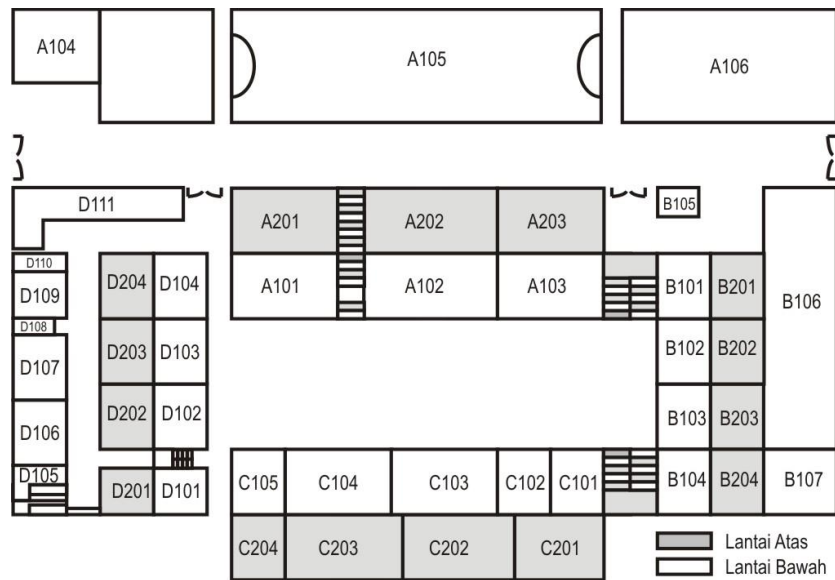 A104
A105
A106
D111
A201
A202
A203
B105
D110
D109
D204
D104
A101
A102
A103
B101
B201
B106
D108
D107
D203
D103
B102
B202
D106
D202
D102
B103
B203
D105
D201
D101
C105
C104
C103
C102
C101
B104
B204
B107
C204
C203
C202
C201
Lantai Atas
Lantai Bawah